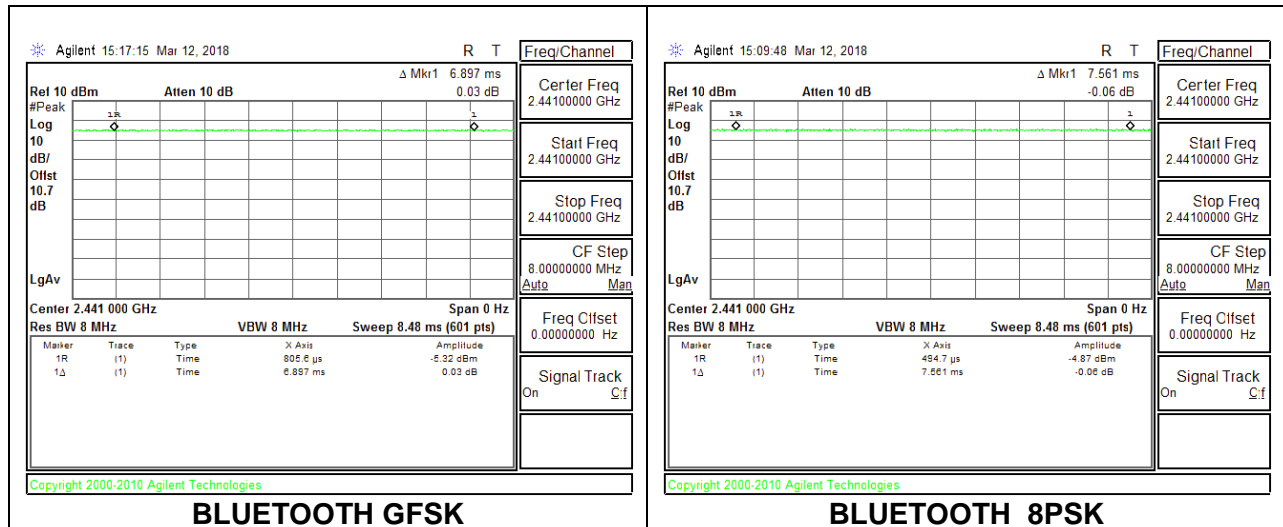 Agilent 15:17:15 Mar 12, 2018 R T
Δ Mkr1 6.897 ms
Ref 10 dBm Atten 10 dB 0.03 dB
#Peak
Log
10
dB/
Offst
10.7
dB
LgAv
1R 1
Center 2.441 000 GHz Span 0 Hz
Res BW 8 MHz VBW 8 MHz Sweep 8.48 ms (601 pts)
Marker Trace Type X Axis Amplitude
1R (1) Time 805.6 µs -5.32 dBm
1Δ (1) Time 6.897 ms 0.03 dB
Copyright 2000-2010 Agilent Technologies
Freq/Channel
Center Freq
2.44100000 GHz
Start Freq
2.44100000 GHz
Stop Freq
2.44100000 GHz
CF Step
8.00000000 MHz
Auto Man
Freq Offset
0.00000000 Hz
Signal Track
On Off
BLUETOOTH GFSK
Agilent 15:09:48 Mar 12, 2018 R T
Δ Mkr1 7.561 ms
Ref 10 dBm Atten 10 dB -0.06 dB
#Peak
Log
10
dB/
Offst
10.7
dB
LgAv
1R 1
Center 2.441 000 GHz Span 0 Hz
Res BW 8 MHz VBW 8 MHz Sweep 8.48 ms (601 pts)
Marker Trace Type X Axis Amplitude
1R (1) Time 494.7 µs -4.87 dBm
1Δ (1) Time 7.561 ms -0.06 dB
Copyright 2000-2010 Agilent Technologies
Freq/Channel
Center Freq
2.44100000 GHz
Start Freq
2.44100000 GHz
Stop Freq
2.44100000 GHz
CF Step
8.00000000 MHz
Auto Man
Freq Offset
0.00000000 Hz
Signal Track
On Off
BLUETOOTH 8PSK